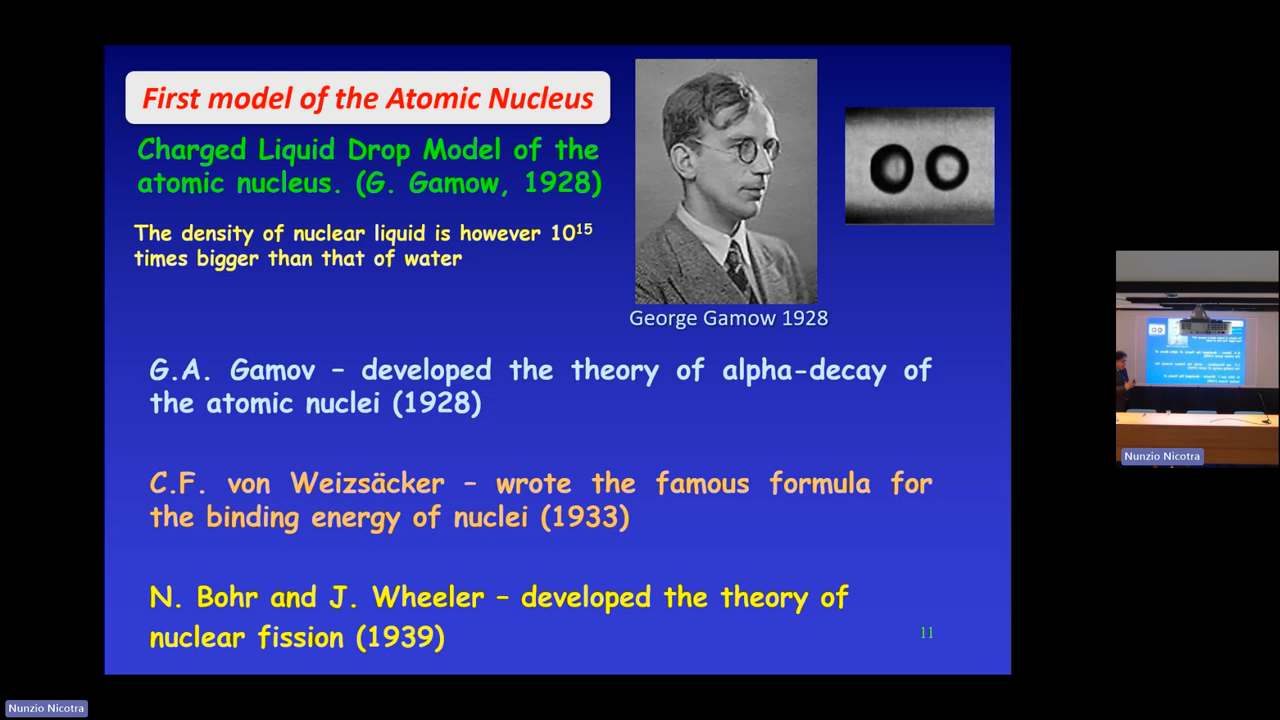 First model of the Atomic Nucleus
Charged Liquid Drop Model of the
atomic nucleus. (G. Gamow, 1928)
The density of nuclear liquid is however 10¹⁵
times bigger than that of water
George Gamow 1928
G.A. Gamov – developed the theory of alpha-decay of
the atomic nuclei (1928)
C.F. von Weizsäcker – wrote the famous formula for
the binding energy of nuclei (1933)
N. Bohr and J. Wheeler – developed the theory of
nuclear fission (1939)
11
Nunzio Nicotra
Nunzio Nicotra